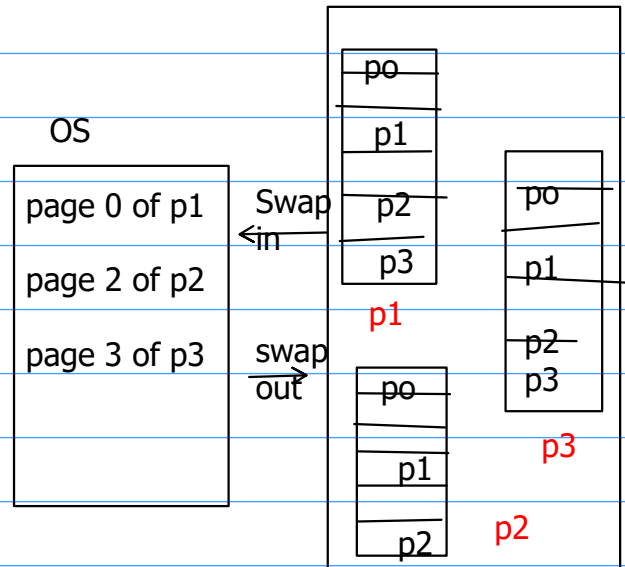 OS
page 0 of p1
page 2 of p2
page 3 of p3
Swap
in
swap
out
po
p1
p2
p3
p1
po
p1
p2
p3
p3
po
p1
p2
p2